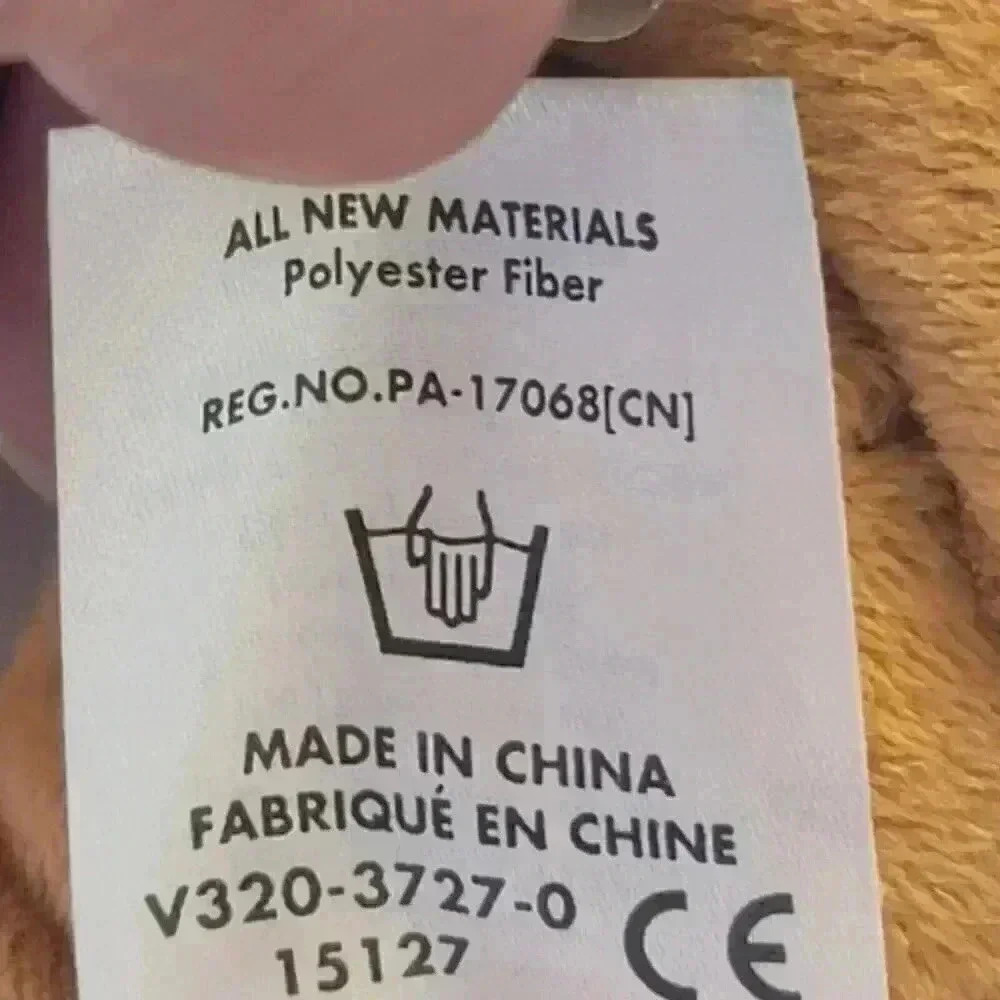 ALL NEW MATERIALS
Polyester Fiber
REG.NO.PA-17068[CN]
MADE IN CHINA
FABRIQUÉ EN CHINE
V320-3727-0
15127
CE